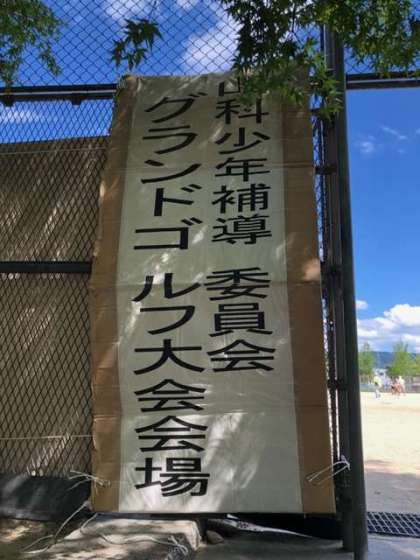 山科少年補導 委員会
グランドゴルフ大会会場